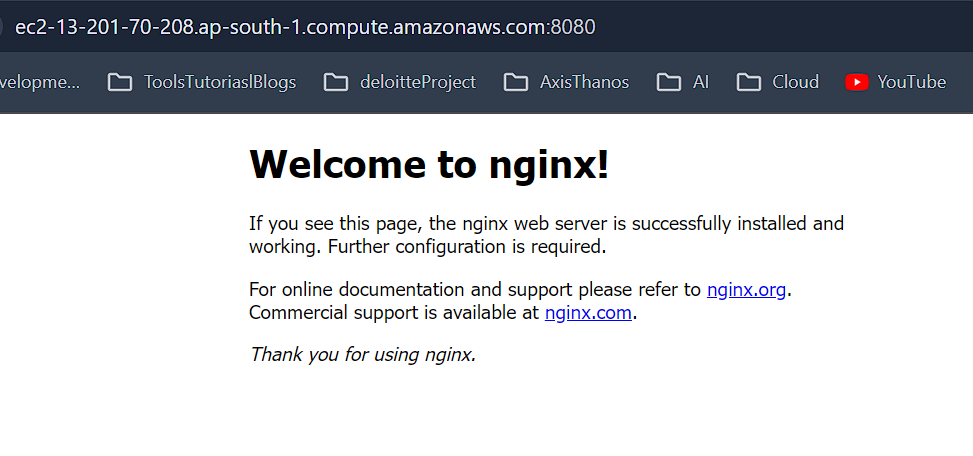 ec2-13-201-70-208.ap-south-1.compute.amazonaws.com:8080
velopme... ToolsTutoriaslBlogs deloitteProject AxisThanos AI Cloud YouTube
Welcome to nginx!
If you see this page, the nginx web server is successfully installed and
working. Further configuration is required.
For online documentation and support please refer to nginx.org.
Commercial support is available at nginx.com.
Thank you for using nginx.